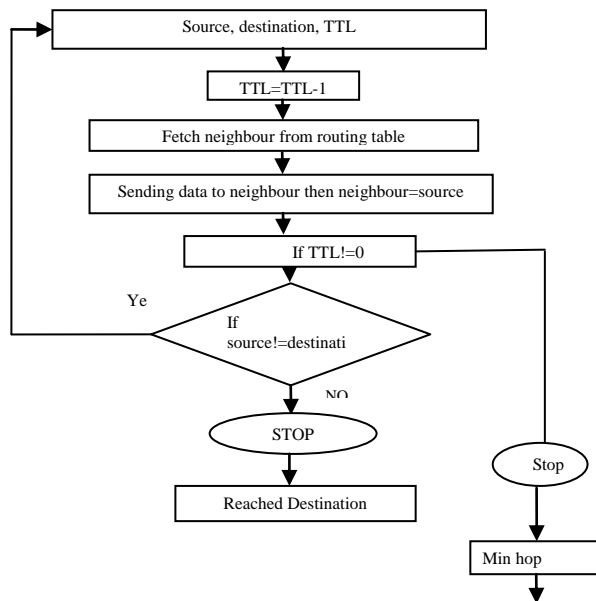 Source, destination, TTL
TTL=TTL-1
Fetch neighbour from routing table
Sending data to neighbour then neighbour=source
If TTL!=0
Ye
If
source!=destinati
NO
STOP
Stop
Reached Destination
Min hop